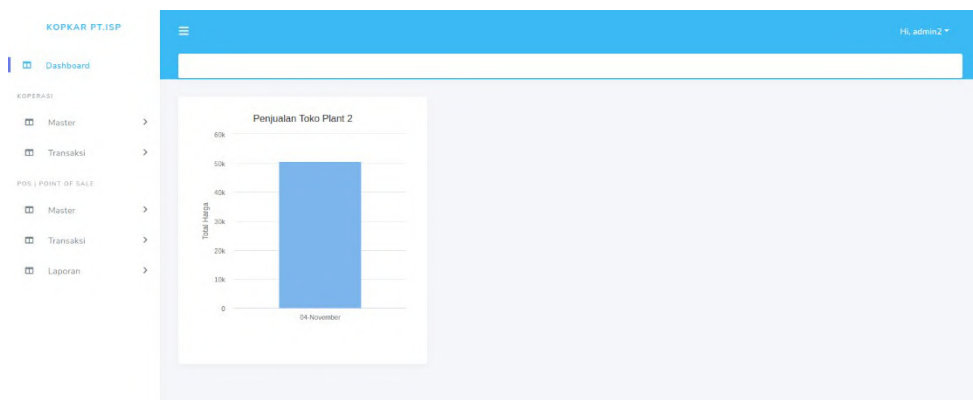 KOPKAR PT.ISP
Hi, admin2
Dashboard
KOPERASI
Master
Transaksi
POS | POINT OF SALE
Master
Transaksi
Laporan
Penjualan Toko Plant 2
Total Harga
60k
50k
40k
30k
20k
10k
0
04-November